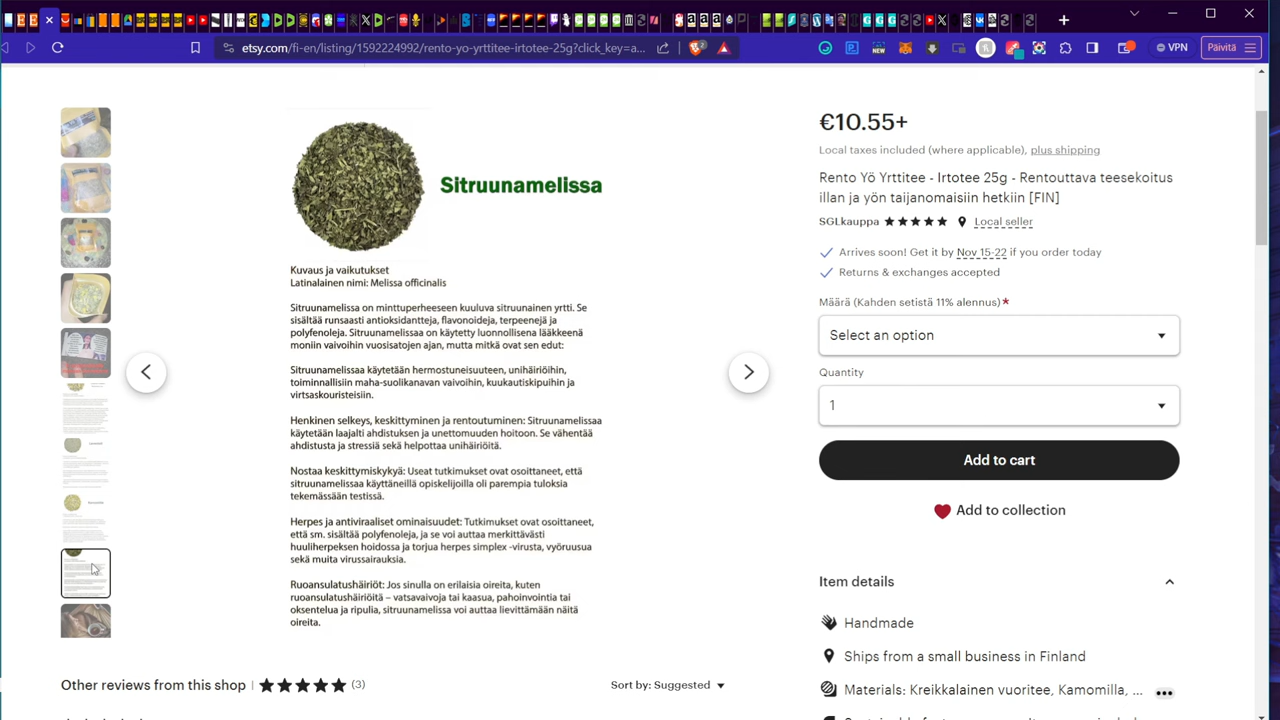 etsy.com/fi-en/listing/1592224992/rento-yo-yrttitee-irtotee-25g?click_key=a...
VPN
Päivitä
Sitruunamelissa
Kuvaus ja vaikutukset
Latinalainen nimi: Melissa officinalis
Sitruunamelissa on minttuperheeseen kuuluva sitruunainen yrtti. Se
sisältää runsaasti antioksidantteja, flavonoideja, terpeenejä ja
polyfenoleja. Sitruunamelissaa on käytetty luonnollisena lääkkeenä
moniin vaivoihin vuosisatojen ajan, mutta mitkä ovat sen edut:
Sitruunamelissaa käytetään hermostuneisuuteen, unihäiriöihin,
toiminnallisiin maha-suolikanavan vaivoihin, kuukautiskipuihin ja
virtsaskouristeisiin.
Henkinen selkeys, keskittyminen ja rentoutuminen: Sitruunamelissaa
käytetään laajalti ahdistuksen ja unettomuuden hoitoon. Se vähentää
ahdistusta ja stressiä sekä helpottaa unihäiriöitä.
Nostaa keskittymiskykyä: Useat tutkimukset ovat osoittaneet, että
sitruunamelissaa käyttäneillä opiskelijoilla oli parempia tuloksia
tekemässään testissä.
Herpes ja antiviraaliset ominaisuudet: Tutkimukset ovat osoittaneet,
että sm. sisältää polyfenoleja, ja se voi auttaa merkittävästi
huuliherpeksen hoidossa ja torjua herpes simplex -virusta, vyöruusua
sekä muita virussairauksia.
Ruoansulatushäiriöt: Jos sinulla on erilaisia oireita, kuten
ruoansulatushäiriöitä – vatsavaivoja tai kaasua, pahoinvointia tai
oksentelua ja ripulia, sitruunamelissa voi auttaa lievittämään näitä
oireita.
Other reviews from this shop
(3)
Sort by: Suggested
€10.55+
Local taxes included (where applicable), plus shipping
Rento Yö Yrttitee - Irtotee 25g - Rentouttava teesekoitus
illan ja yön taijanomaisiin hetkiin [FIN]
SGLkauppa
Local seller
Arrives soon! Get it by Nov 15-22 if you order today
Returns & exchanges accepted
Määrä (Kahden setistä 11% alennus)*
Select an option
Quantity
1
Add to cart
Add to collection
Item details
Handmade
Ships from a small business in Finland
Materials: Kreikkalainen vuoritee, Kamomilla, ...